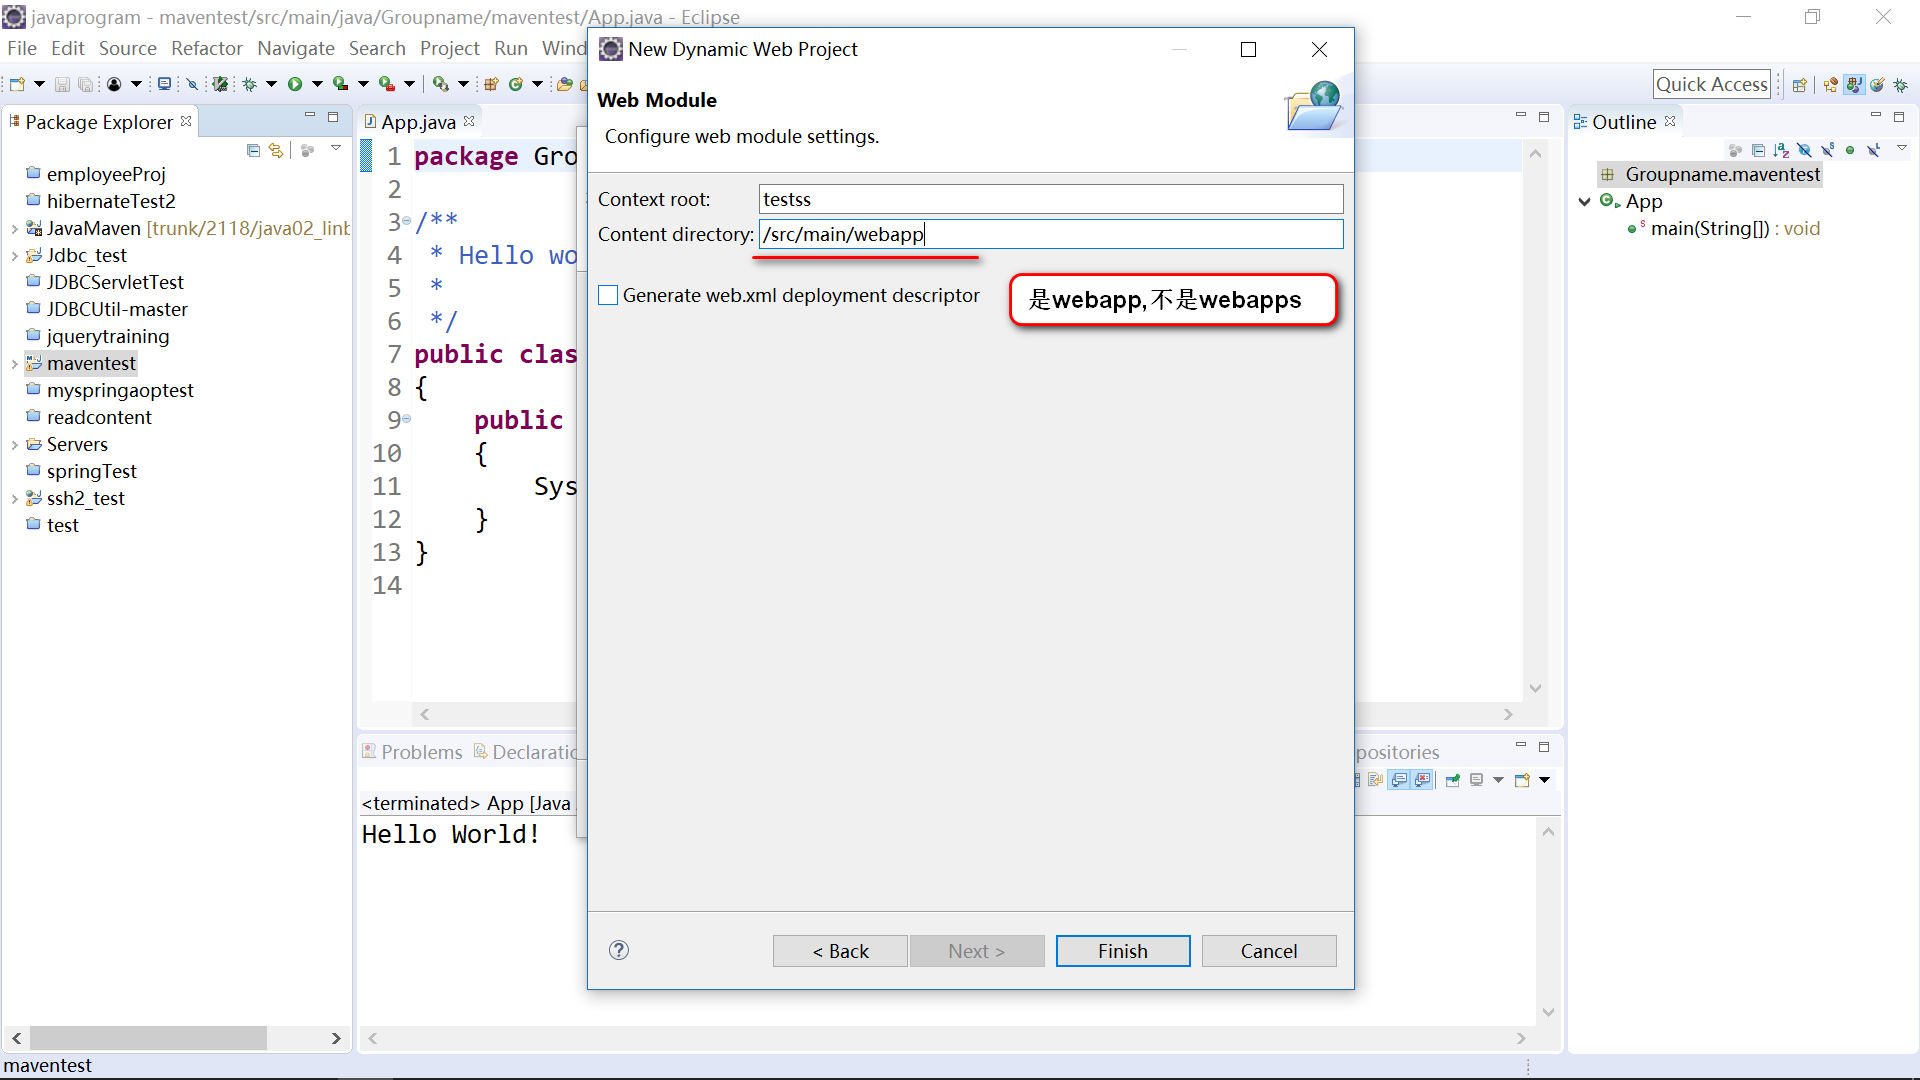 javaprogram - maventest/src/main/java/Groupname/maventest/App.java - Eclipse
File Edit Source Refactor Navigate Search Project Run Wind
Quick Access
Package Explorer
employeeProj
hibernateTest2
JavaMaven [trunk/2118/java02_linb
Jdbc_test
JDBCServletTest
JDBCUtil-master
jquerytraining
maventest
myspringaoptest
readcontent
Servers
springTest
ssh2_test
test
App.java
1 package Gro
2
3 /**
4 * Hello wo
5 *
6 */
7 public clas
8 {
9 public
10 {
11 Sys
12 }
13 }
14
New Dynamic Web Project
Web Module
Configure web module settings.
Context root: testss
Content directory: /src/main/webapp
Generate web.xml deployment descriptor
是webapp,不是webapps
< Back Next > Finish Cancel
Outline
Groupname.maventest
App
main(String[]) : void
Problems Declaratio
positories
<terminated> App [Java
Hello World!
maventest